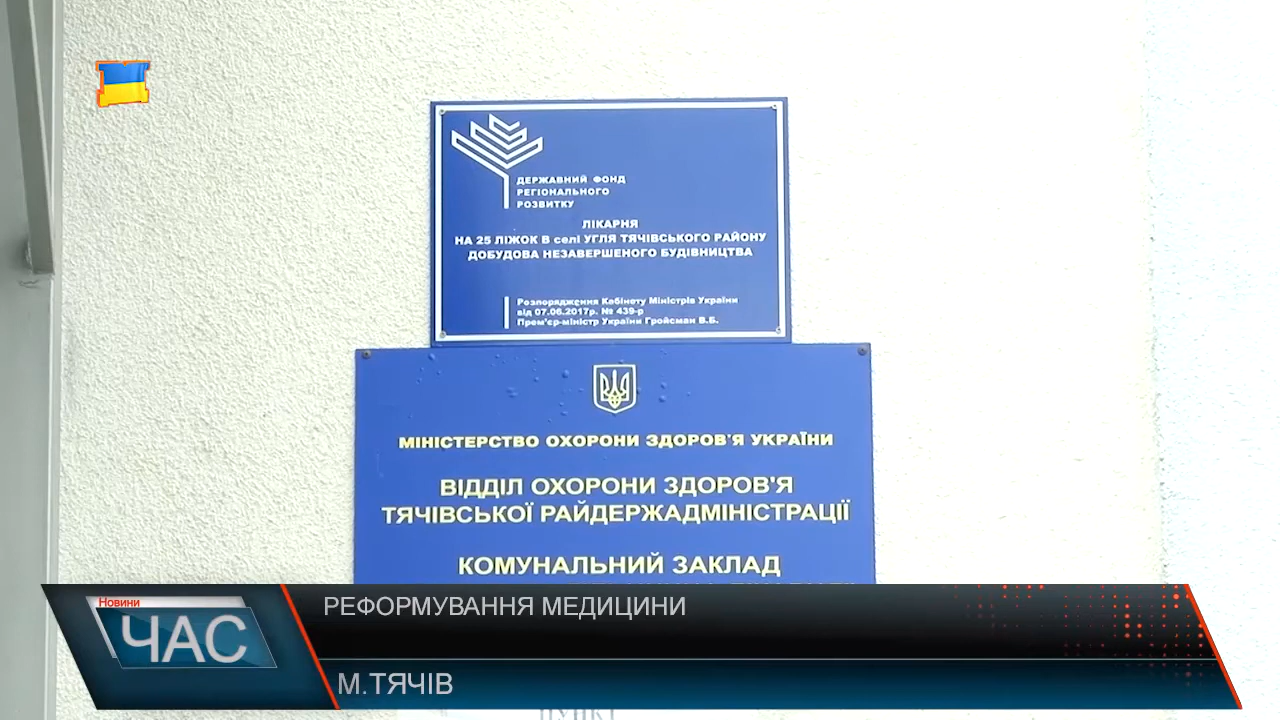 ДЕРЖАВНИЙ ФОНД
РЕГІОНАЛЬНОГО
РОЗВИТКУ
ЛІКАРНЯ
НА 25 ЛІЖОК В селі УГЛЯ ТЯЧІВСЬКОГО РАЙОНУ
ДОБУДОВА НЕЗАВЕРШЕНОГО БУДІВНИЦТВА
Розпорядження Кабінету Міністрів України
від 07.06.2017р. № 439-р
Прем'єр-міністр України Гройсман В.Б.
МІНІСТЕРСТВО ОХОРОНИ ЗДОРОВ'Я УКРАЇНИ
ВІДДІЛ ОХОРОНИ ЗДОРОВ'Я
ТЯЧІВСЬКОЇ РАЙДЕРЖАДМІНІСТРАЦІЇ
КОМУНАЛЬНИЙ ЗАКЛАД
Новини
ЧАС
РЕФОРМУВАННЯ МЕДИЦИНИ
М.ТЯЧІВ